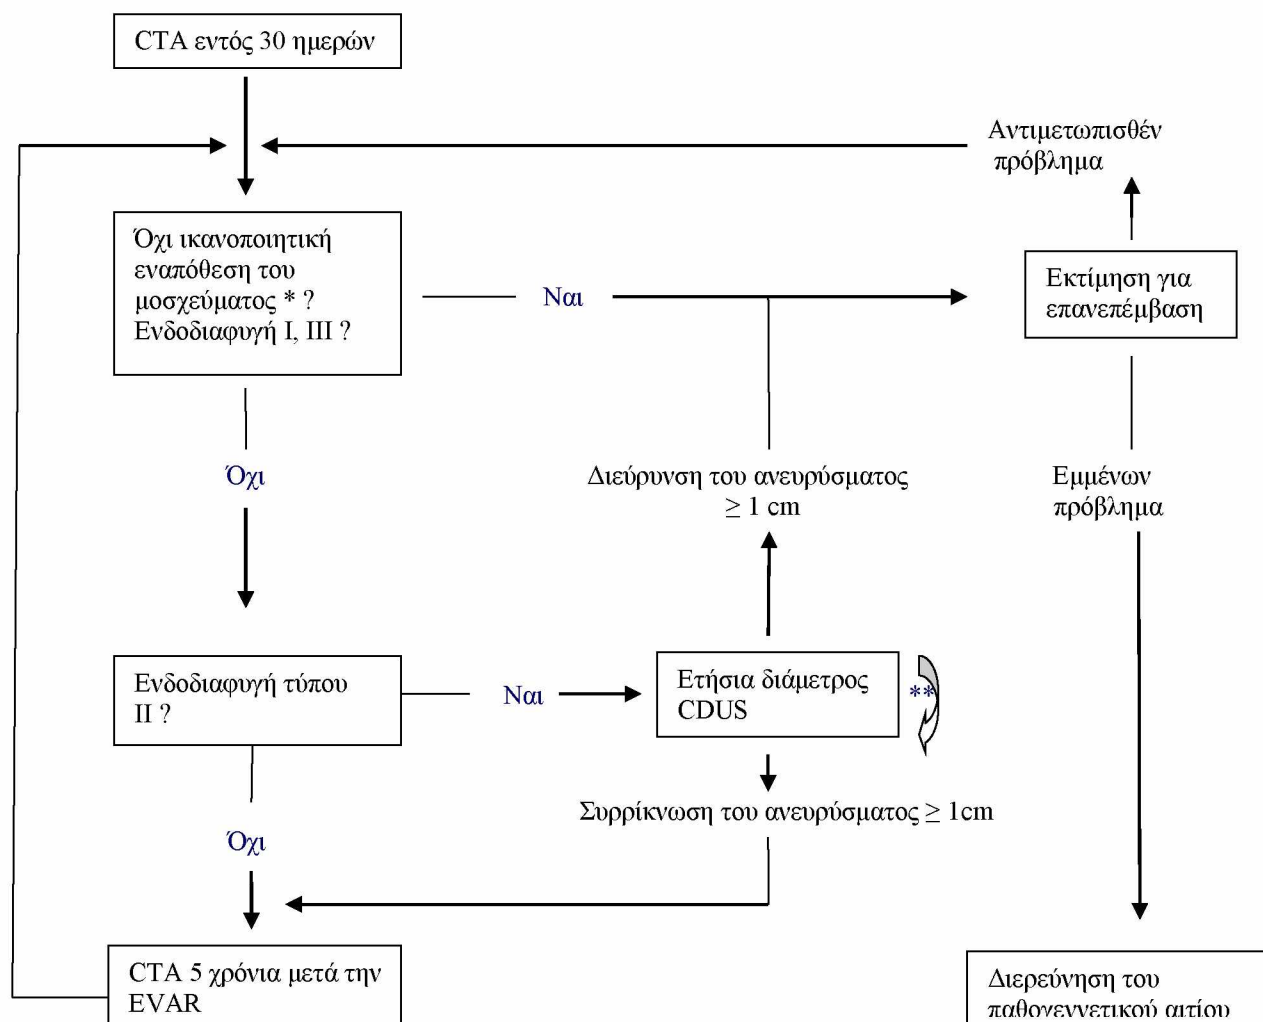 CTA εντός 30 ημερών
Αντιμετωπισθέν
πρόβλημα
Όχι ικανοποιητική
εναπόθεση του
μοσχεύματος * ?
Ενδοδιαφυγή I, III ?
Ναι
Εκτίμηση για
επανεπέμβαση
Όχι
Διεύρυνση του ανευρύσματος
≥ 1 cm
Εμμένων
πρόβλημα
Ενδοδιαφυγή τύπου
II ?
Ναι
Ετήσια διάμετρος
CDUS
**
Συρρίκνωση του ανευρύσματος ≥ 1cm
Όχι
CTA 5 χρόνια μετά την
EVAR
Διερεύνηση του
παθογεννετικού αιτίου